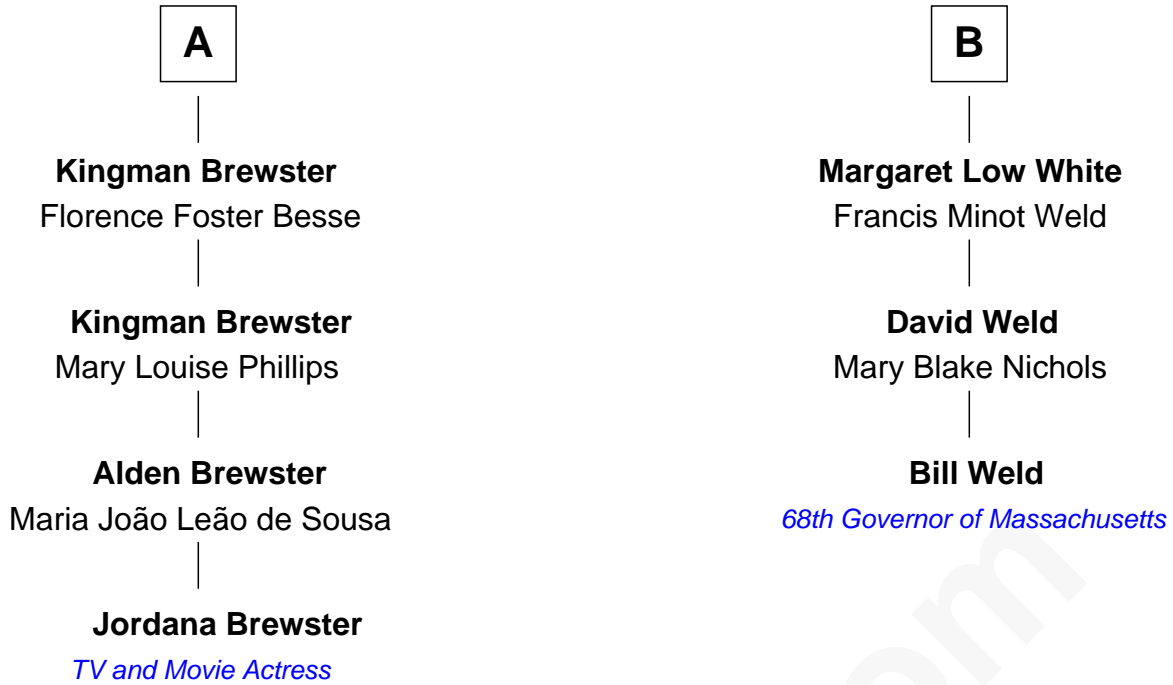 A
Kingman Brewster
Florence Foster Besse
Kingman Brewster
Mary Louise Phillips
Alden Brewster
Maria João Leão de Sousa
Jordana Brewster
TV and Movie Actress
B
Margaret Low White
Francis Minot Weld
David Weld
Mary Blake Nichols
Bill Weld
68th Governor of Massachusetts
om